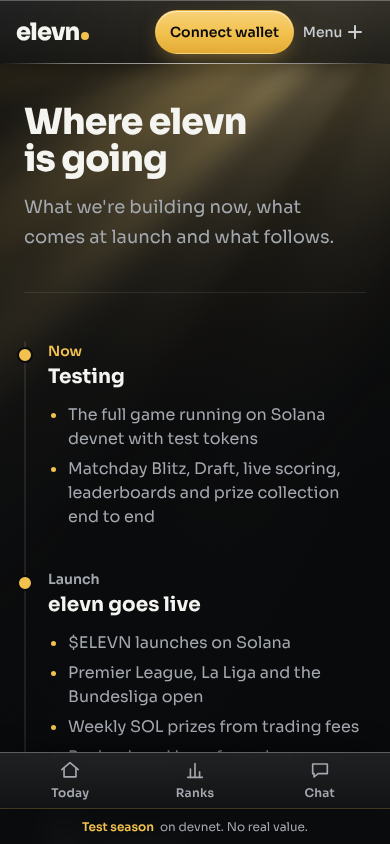 elevn
Connect wallet
Menu
Where elevn
is going
What we're building now, what
comes at launch and what follows.
Now
Testing
The full game running on Solana
devnet with test tokens
Matchday Blitz, Draft, live scoring,
leaderboards and prize collection
end to end
Launch
elevn goes live
$ELEVN launches on Solana
Premier League, La Liga and the
Bundesliga open
Weekly SOL prizes from trading fees
Today
Ranks
Chat
Test season on devnet. No real value.